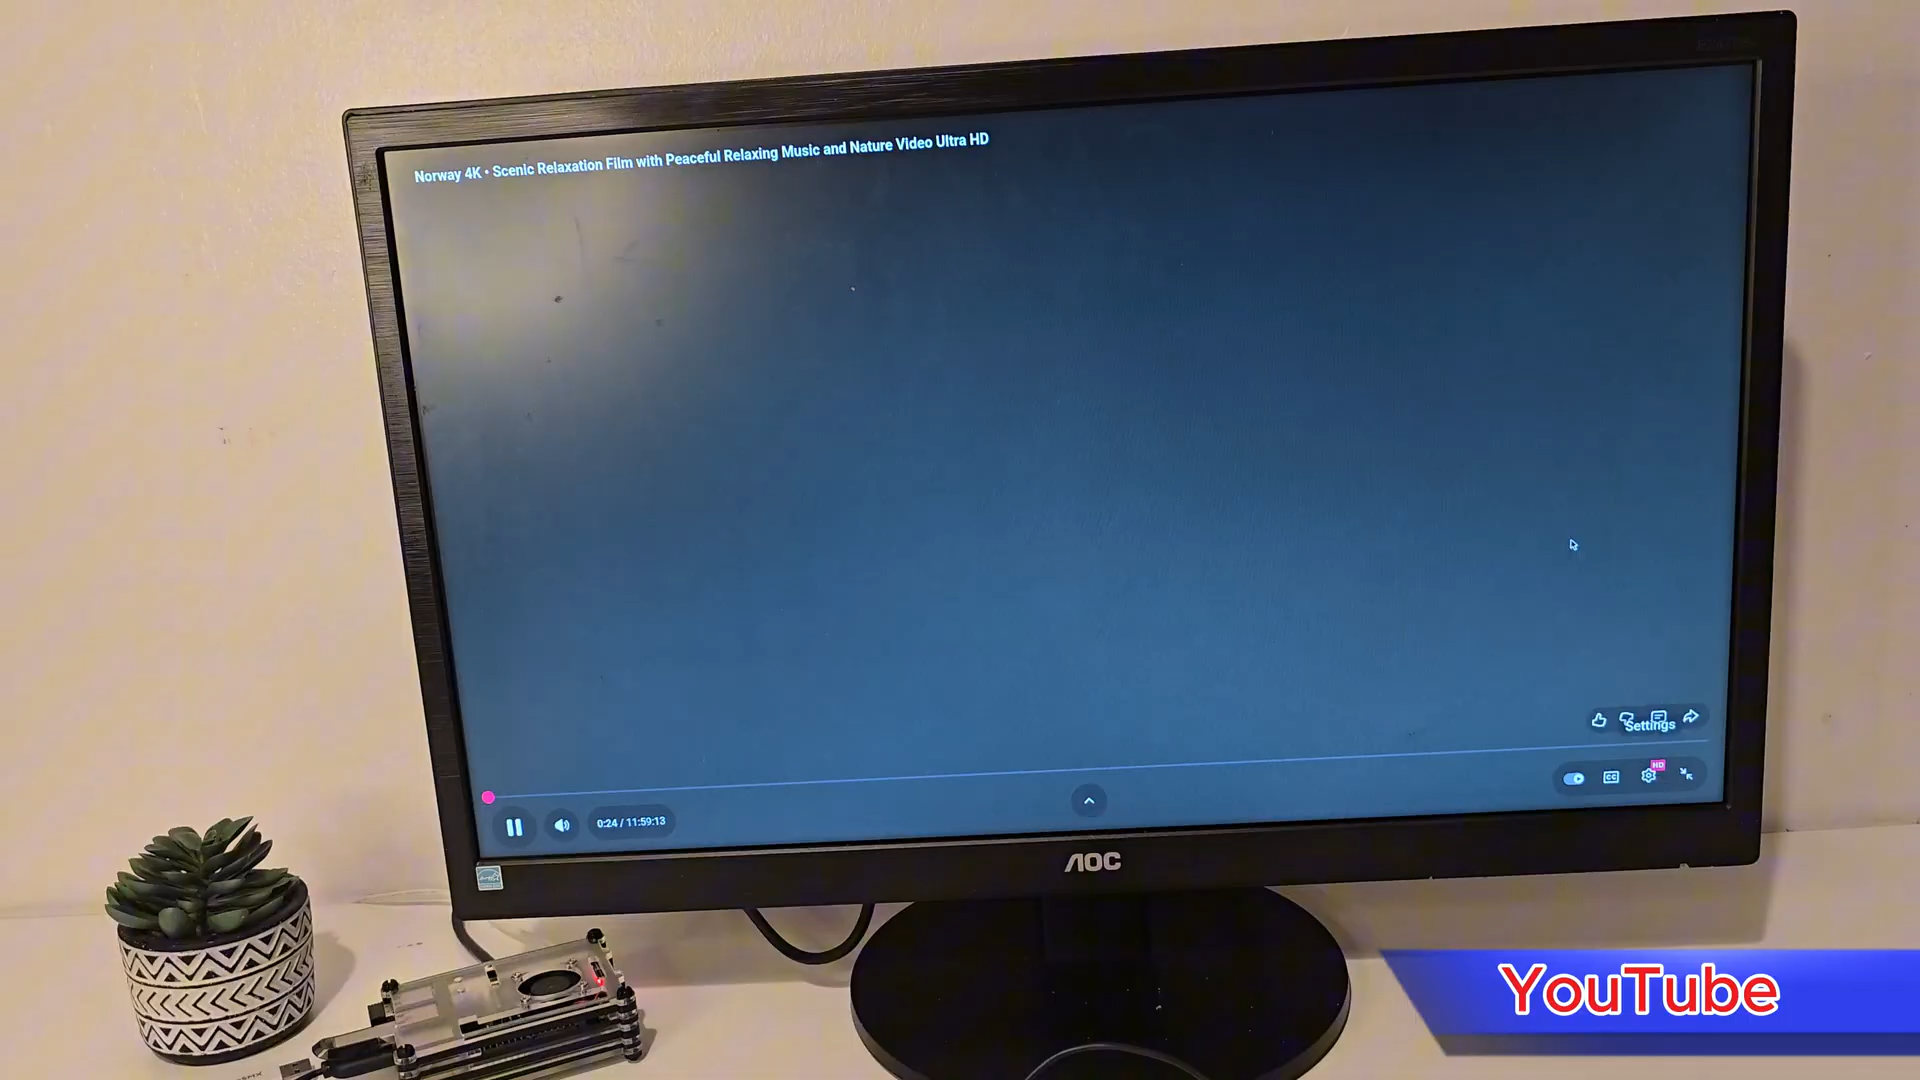 Norway 4K • Scenic Relaxation Film with Peaceful Relaxing Music and Nature Video Ultra HD
Settings
HD
CC
0:24 / 11:59:13
AOC
YouTube